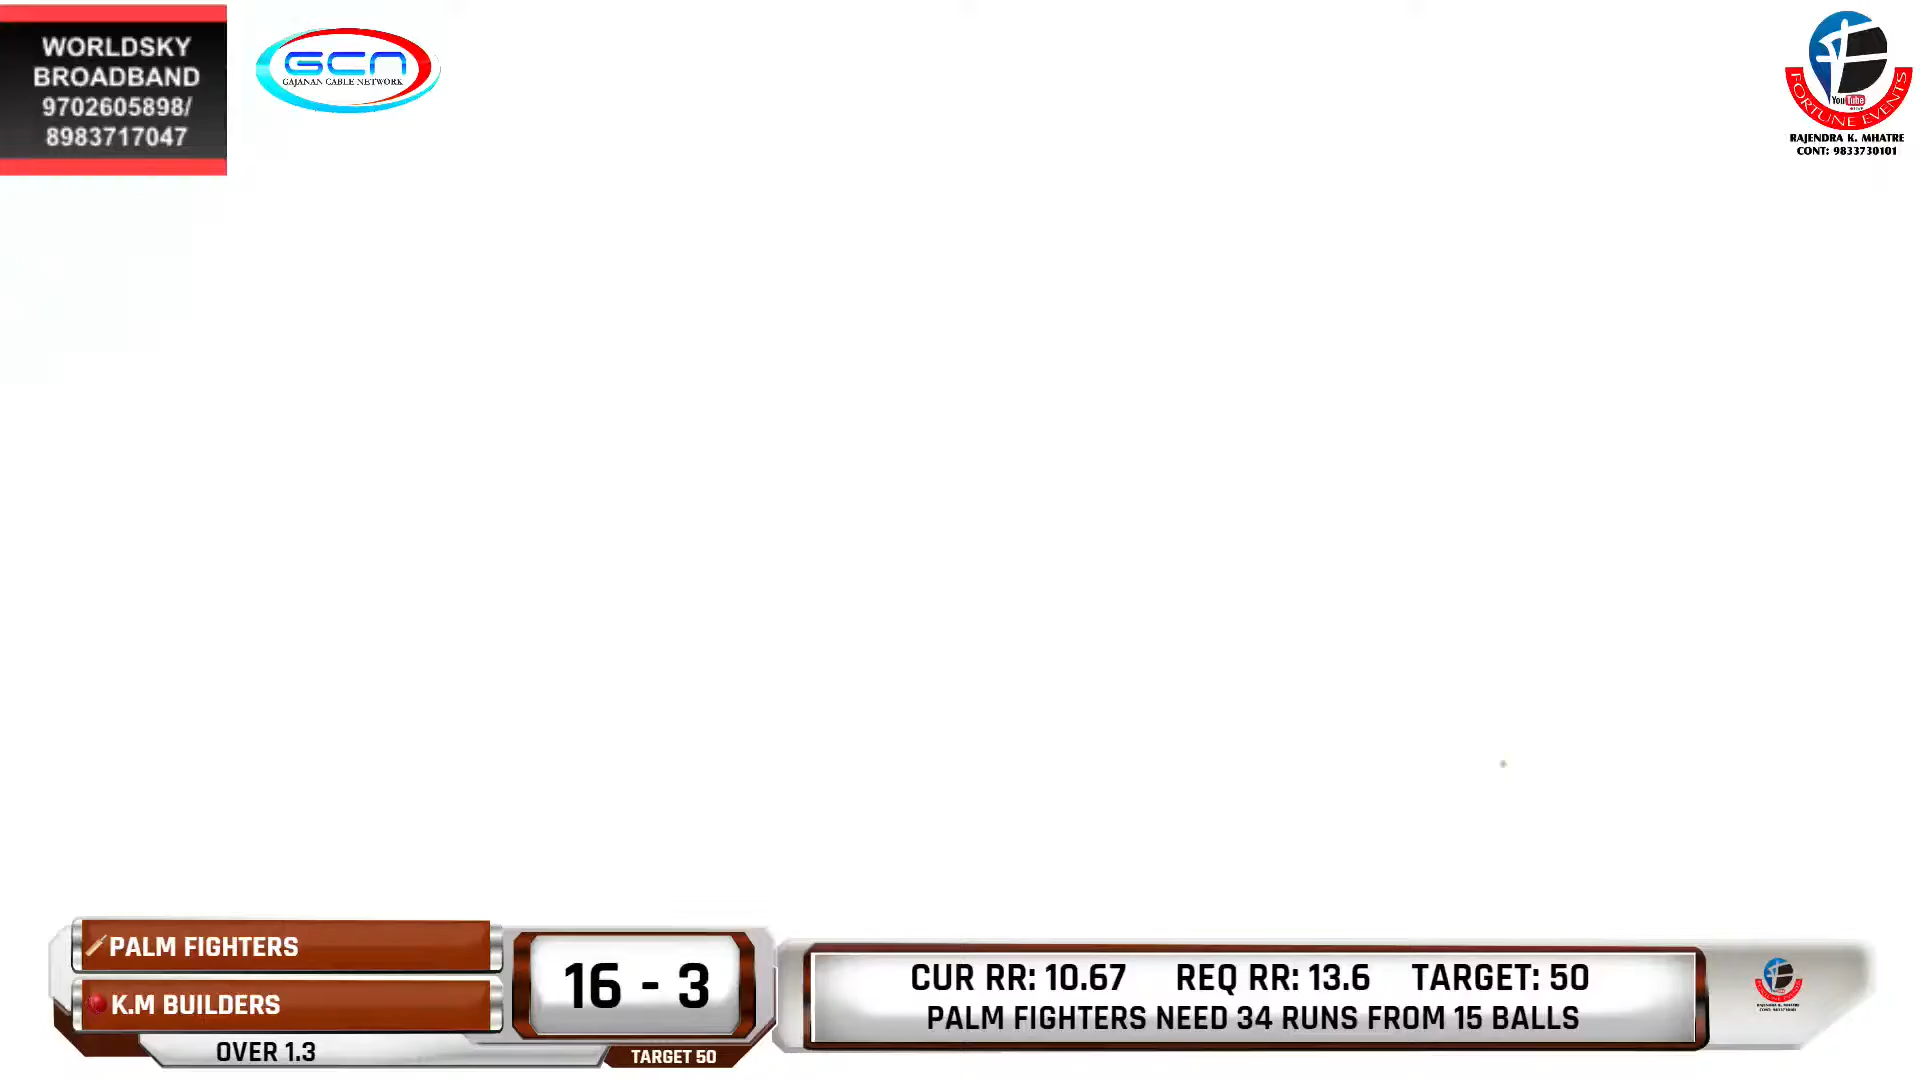 WORLDSKY
BROADBAND
9702605898/
8983717047
GCN
GAJANAN CABLE NETWORK
YouTube
FORTUNE EVENTS
RAJENDRA K. MHATRE
CONT: 9833730101
PALM FIGHTERS
K.M BUILDERS
OVER 1.3
16 - 3
TARGET 50
CUR RR: 10.67 REQ RR: 13.6 TARGET: 50
PALM FIGHTERS NEED 34 RUNS FROM 15 BALLS